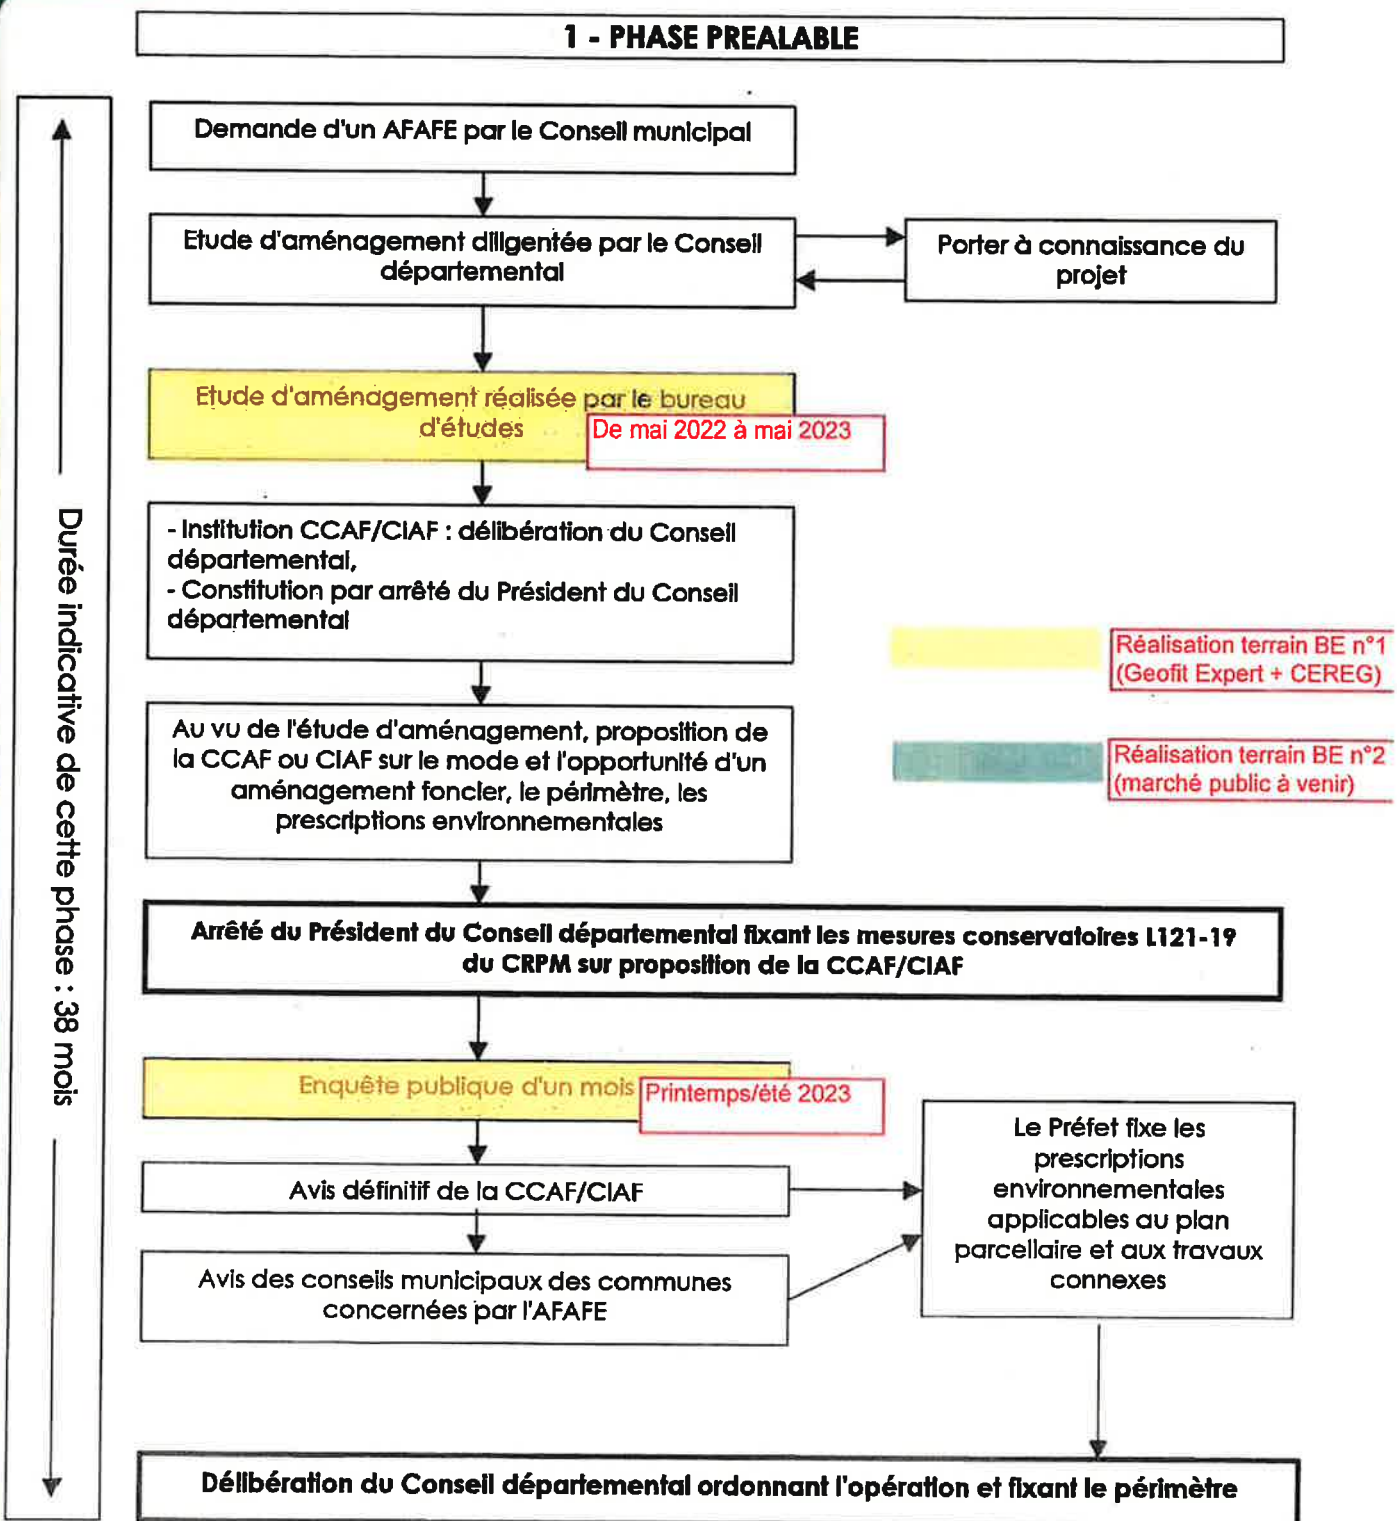 1 - PHASE PREALABLE
Durée indicative de cette phase : 38 mois
Demande d'un AFAFE par le Conseil municipal
Etude d'aménagement diligentée par le Conseil
départemental
Porter à connaissance du
projet
Etude d'aménagement réalisée par le bureau
d'études
De mai 2022 à mai 2023
- Institution CCAF/CIAF : délibération du Conseil
départemental,
- Constitution par arrêté du Président du Conseil
départemental
Réalisation terrain BE n°1
(Geofit Expert + CEREG)
Au vu de l'étude d'aménagement, proposition de
la CCAF ou CIAF sur le mode et l'opportunité d'un
aménagement foncier, le périmètre, les
prescriptions environnementales
Réalisation terrain BE n°2
(marché public à venir)
Arrêté du Président du Conseil départemental fixant les mesures conservatoires L121-19
du CRPM sur proposition de la CCAF/CIAF
Enquête publique d'un mois
Printemps/été 2023
Avis définitif de la CCAF/CIAF
Avis des conseils municipaux des communes
concernées par l'AFAFE
Le Préfet fixe les
prescriptions
environnementales
applicables au plan
parcellaire et aux travaux
connexes
Délibération du Conseil départemental ordonnant l'opération et fixant le périmètre